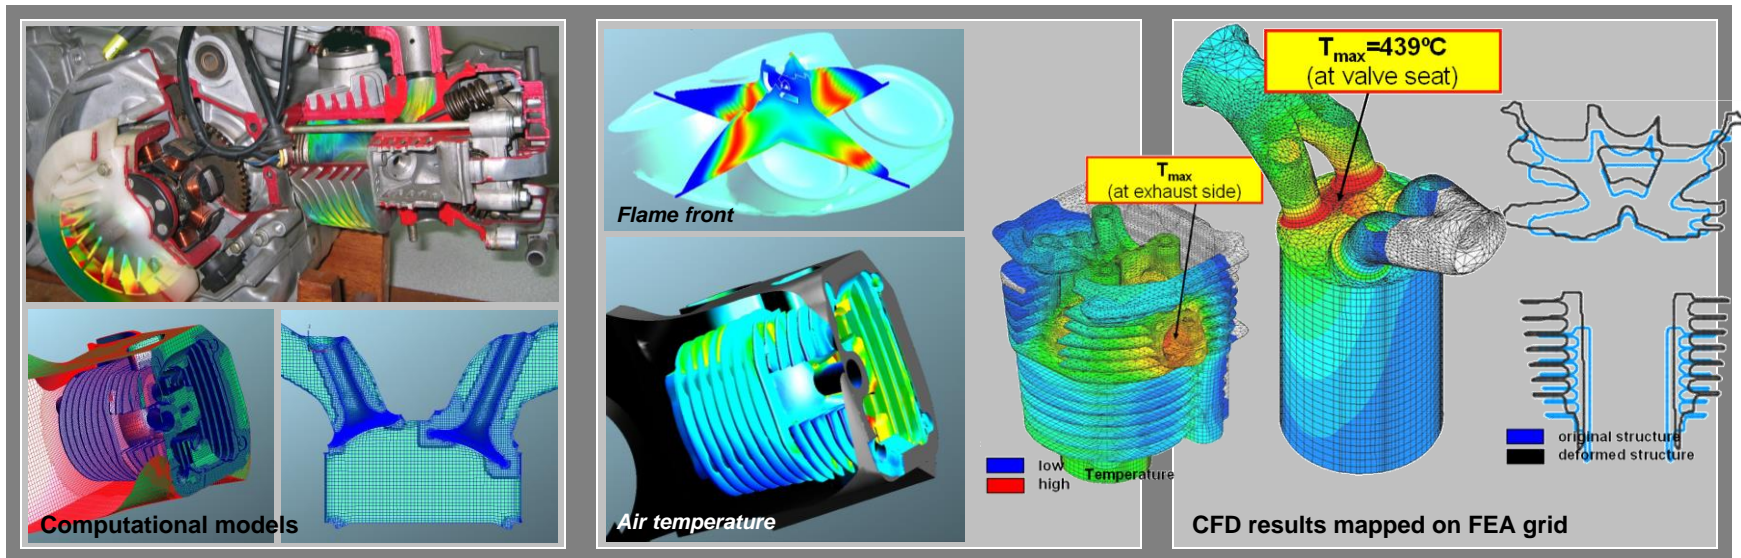 Computational models
Flame front
Air temperature
Tmax
(at exhaust side)
low
high
Temperature
Tmax=439ºC
(at valve seat)
original structure
deformed structure
CFD results mapped on FEA grid